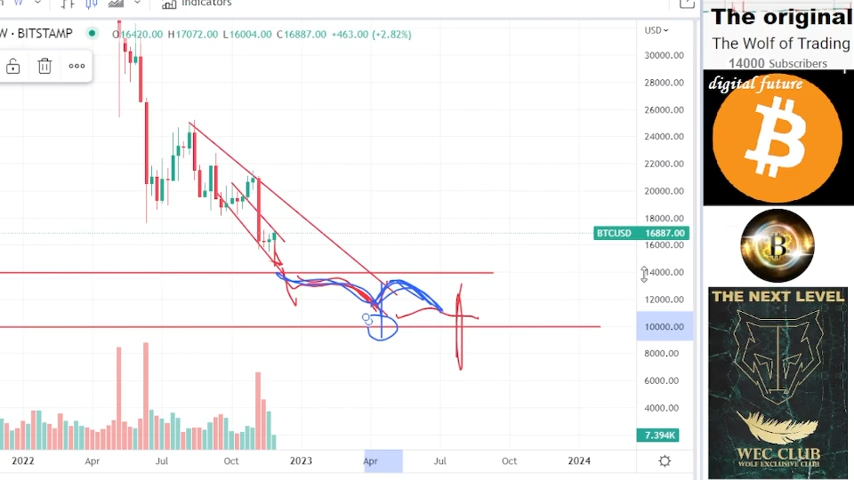 Indicators
W • BITSTAMP
O16420.00 H17072.00 L16004.00 C16887.00 +463.00 (+2.82%)
USD
30000.00
28000.00
26000.00
24000.00
22000.00
20000.00
18000.00
BTCUSD 16887.00
16000.00
14000.00
12000.00
10000.00
8000.00
6000.00
4000.00
7.394K
2022 Apr Jul Oct 2023 Apr Jul Oct 2024
The original
The Wolf of Trading
14000 Subscribers
digital future
THE NEXT LEVEL
WEC CLUB
WOLF EXCLUSIVE CLUB